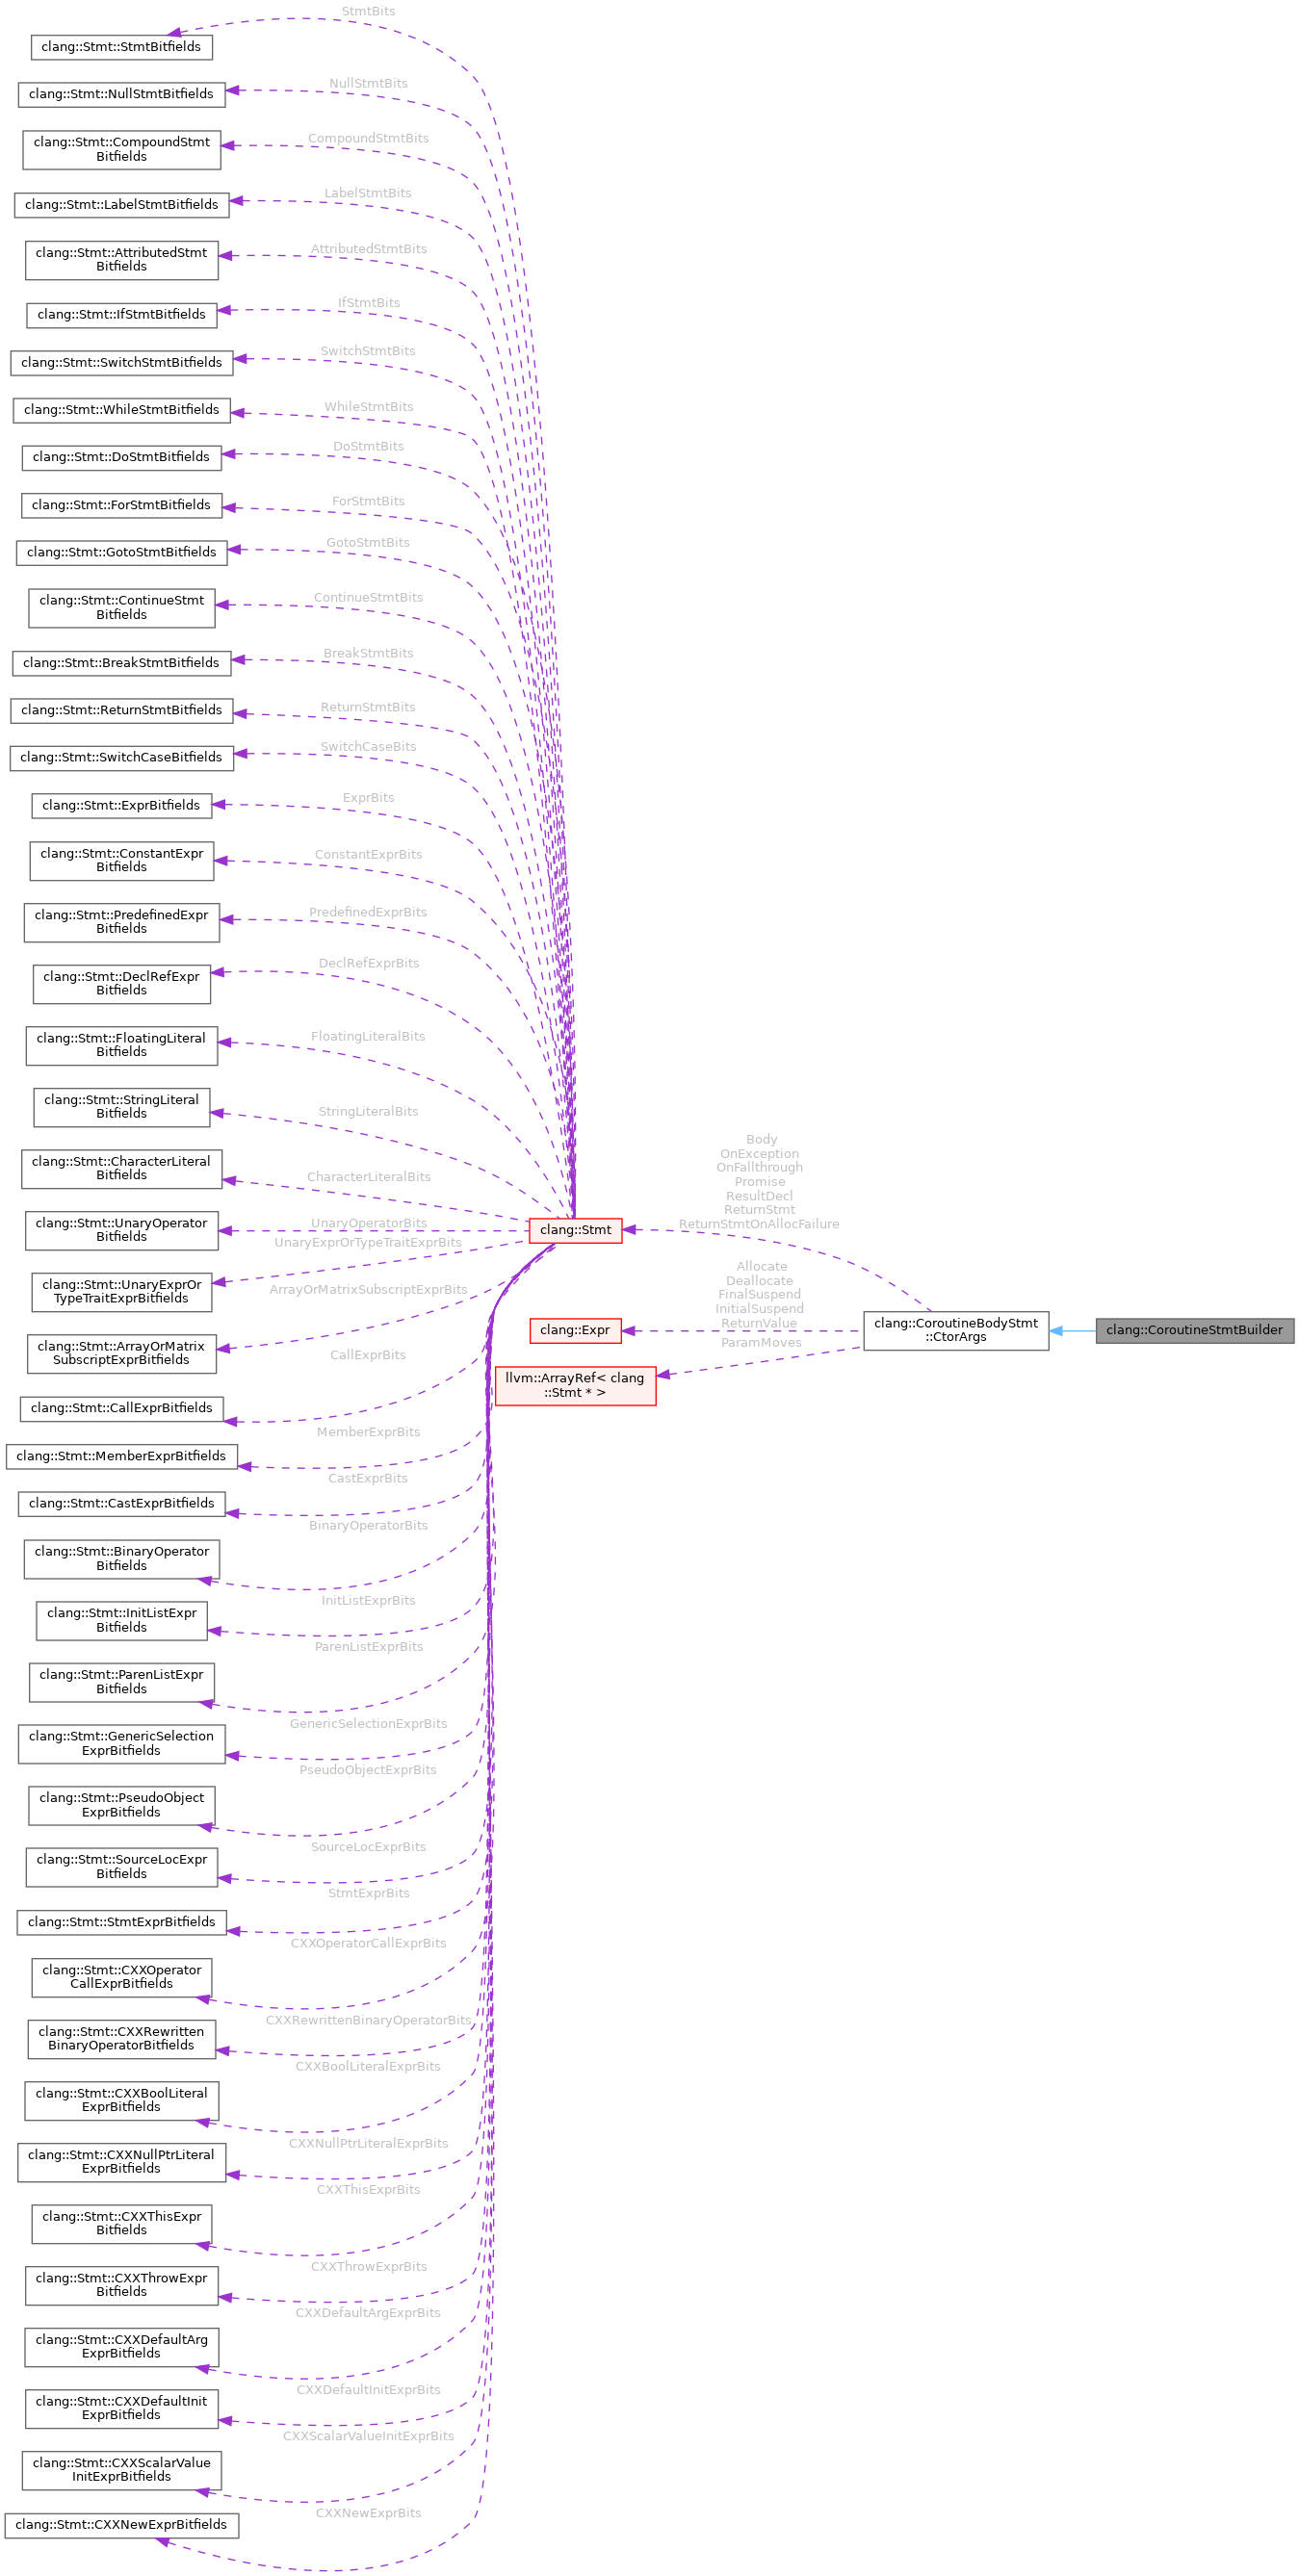 StmtBits
clang::Stmt::StmtBitfields
NullStmtBits
clang::Stmt::NullStmtBitfields
CompoundStmtBits
clang::Stmt::CompoundStmt
Bitfields
LabelStmtBits
clang::Stmt::LabelStmtBitfields
AttributedStmtBits
clang::Stmt::AttributedStmt
Bitfields
IfStmtBits
clang::Stmt::IfStmtBitfields
SwitchStmtBits
clang::Stmt::SwitchStmtBitfields
WhileStmtBits
clang::Stmt::WhileStmtBitfields
DoStmtBits
clang::Stmt::DoStmtBitfields
ForStmtBits
clang::Stmt::ForStmtBitfields
GotoStmtBits
clang::Stmt::GotoStmtBitfields
ContinueStmtBits
clang::Stmt::ContinueStmt
Bitfields
BreakStmtBits
clang::Stmt::BreakStmtBitfields
ReturnStmtBits
clang::Stmt::ReturnStmtBitfields
SwitchCaseBits
clang::Stmt::SwitchCaseBitfields
ExprBits
clang::Stmt::ExprBitfields
ConstantExprBits
clang::Stmt::ConstantExpr
Bitfields
PredefinedExprBits
clang::Stmt::PredefinedExpr
Bitfields
DeclRefExprBits
clang::Stmt::DeclRefExpr
Bitfields
FloatingLiteralBits
clang::Stmt::FloatingLiteral
Bitfields
StringLiteralBits
clang::Stmt::StringLiteral
Bitfields
CharacterLiteralBits
clang::Stmt::CharacterLiteral
Bitfields
UnaryOperatorBits
clang::Stmt::UnaryOperator
Bitfields
UnaryExprOrTypeTraitExprBits
clang::Stmt::UnaryExprOr
TypeTraitExprBitfields
ArrayOrMatrixSubscriptExprBits
clang::Stmt::ArrayOrMatrix
SubscriptExprBitfields
CallExprBits
clang::Stmt::CallExprBitfields
MemberExprBits
clang::Stmt::MemberExprBitfields
CastExprBits
clang::Stmt::CastExprBitfields
BinaryOperatorBits
clang::Stmt::BinaryOperator
Bitfields
InitListExprBits
clang::Stmt::InitListExpr
Bitfields
ParenListExprBits
clang::Stmt::ParenListExpr
Bitfields
GenericSelectionExprBits
clang::Stmt::GenericSelection
ExprBitfields
PseudoObjectExprBits
clang::Stmt::PseudoObject
ExprBitfields
SourceLocExprBits
clang::Stmt::SourceLocExpr
Bitfields
StmtExprBits
clang::Stmt::StmtExprBitfields
CXXOperatorCallExprBits
clang::Stmt::CXXOperator
CallExprBitfields
CXXRewrittenBinaryOperatorBits
clang::Stmt::CXXRewritten
BinaryOperatorBitfields
CXXBoolLiteralExprBits
clang::Stmt::CXXBoolLiteral
ExprBitfields
CXXNullPtrLiteralExprBits
clang::Stmt::CXXNullPtrLiteral
ExprBitfields
CXXThisExprBits
clang::Stmt::CXXThisExpr
Bitfields
CXXThrowExprBits
clang::Stmt::CXXThrowExpr
Bitfields
CXXDefaultArgExprBits
clang::Stmt::CXXDefaultArg
ExprBitfields
CXXDefaultInitExprBits
clang::Stmt::CXXDefaultInit
ExprBitfields
CXXScalarValueInitExprBits
clang::Stmt::CXXScalarValue
InitExprBitfields
CXXNewExprBits
clang::Stmt::CXXNewExprBitfields
clang::Stmt
clang::Expr
llvm::ArrayRef< clang
::Stmt * >
Body
OnException
OnFallthrough
Promise
ResultDecl
ReturnStmt
ReturnStmtOnAllocFailure
Allocate
Deallocate
FinalSuspend
InitialSuspend
ReturnValue
ParamMoves
clang::CoroutineBodyStmt
::CtorArgs
clang::CoroutineStmtBuilder